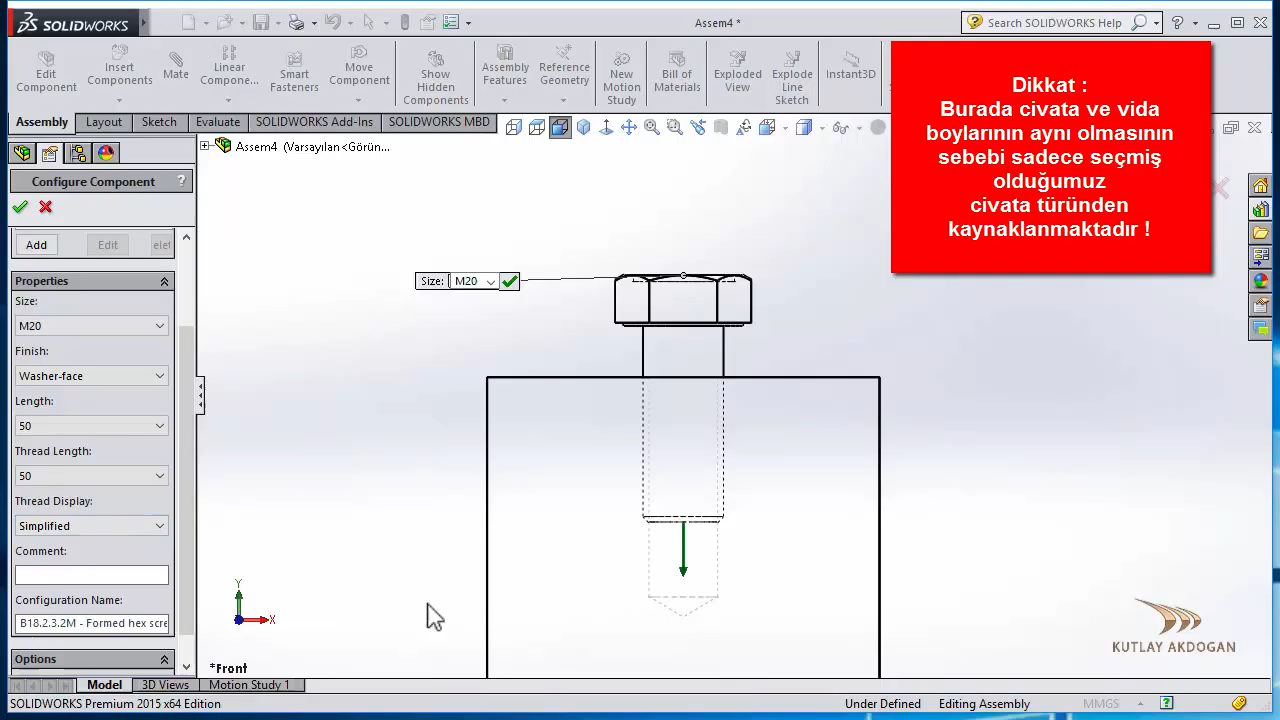 SOLIDWORKS
Assem4 *
Search SOLIDWORKS Help
Edit Component
Insert Components
Mate
Linear Compone...
Smart Fasteners
Move Component
Show Hidden Components
Assembly Features
Reference Geometry
New Motion Study
Bill of Materials
Exploded View
Explode Line Sketch
Instant3D
Dikkat :
Burada civata ve vida
boylarının aynı olmasının
sebebi sadece seçmiş
olduğumuz
civata türünden
kaynaklanmaktadır !
Assembly
Layout
Sketch
Evaluate
SOLIDWORKS Add-Ins
SOLIDWORKS MBD
Assem4 (Varsayılan<Görün...
Configure Component
?
Add
Edit
elet
Properties
Size:
M20
Finish:
Washer-face
Length:
50
Thread Length:
50
Thread Display:
Simplified
Comment:
Configuration Name:
B18.2.3.2M - Formed hex scre
Options
Size: M20
Y
X
*Front
KUTLAY AKDOGAN
Model
3D Views
Motion Study 1
SOLIDWORKS Premium 2015 x64 Edition
Under Defined
Editing Assembly
MMGS